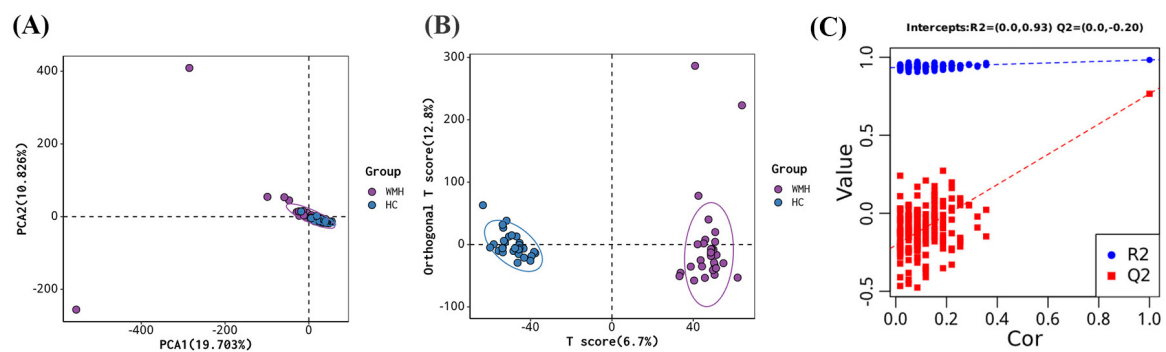 (A)
PCA2(10.826%)
400
200
0
-200
-400
-200
0
PCA1(19.703%)
Group
WMH
HC
(B)
Orthogonal T score(12.8%)
300
200
100
0
-100
-40
0
40
T score(6.7%)
Group
WMH
HC
(C)
Intercepts:R2=(0.0,0.93) Q2=(0.0,-0.20)
Value
1.0
0.5
0.0
-0.5
R2
Q2
0.0 0.2 0.4 0.6 0.8 1.0
Cor